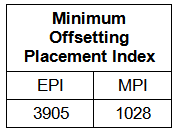 Minimum
Offsetting
Placement Index
EPI MPI
3905 1028